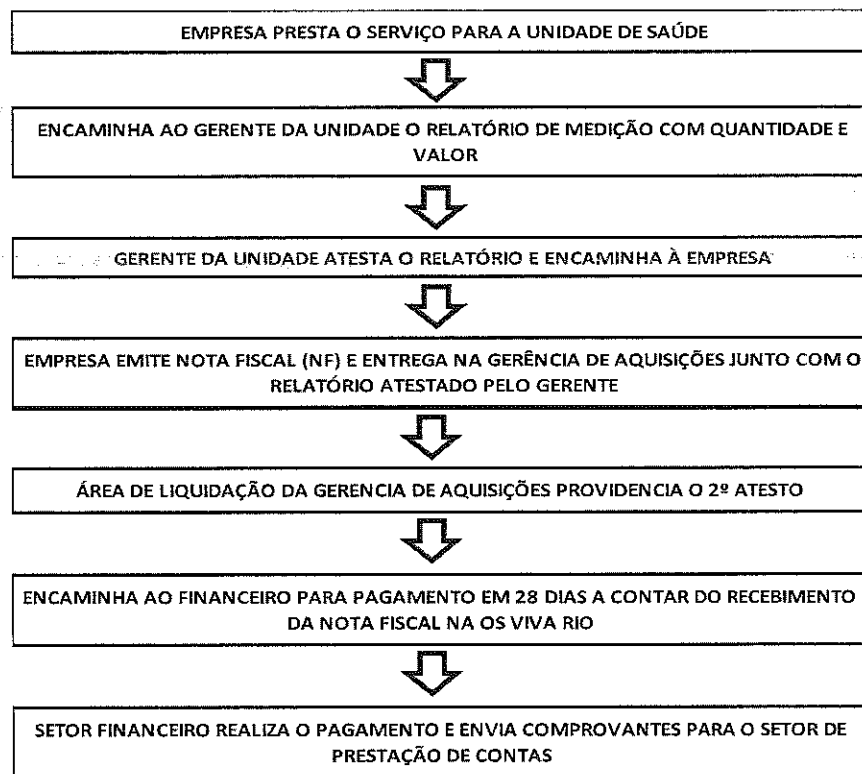 EMPRESA PRESTA O SERVIÇO PARA A UNIDADE DE SAÚDE
ENCAMINHA AO GERENTE DA UNIDADE O RELATÓRIO DE MEDIÇÃO COM QUANTIDADE E
VALOR
GERENTE DA UNIDADE ATESTA O RELATÓRIO E ENCAMINHA À EMPRESA
EMPRESA EMITE NOTA FISCAL (NF) E ENTREGA NA GERÊNCIA DE AQUISIÇÕES JUNTO COM O
RELATÓRIO ATESTADO PELO GERENTE
ÁREA DE LIQUIDAÇÃO DA GERENCIA DE AQUISIÇÕES PROVIDENCIA O 2º ATESTO
ENCAMINHA AO FINANCEIRO PARA PAGAMENTO EM 28 DIAS A CONTAR DO RECEBIMENTO
DA NOTA FISCAL NA OS VIVA RIO
SETOR FINANCEIRO REALIZA O PAGAMENTO E ENVIA COMPROVANTES PARA O SETOR DE
PRESTAÇÃO DE CONTAS